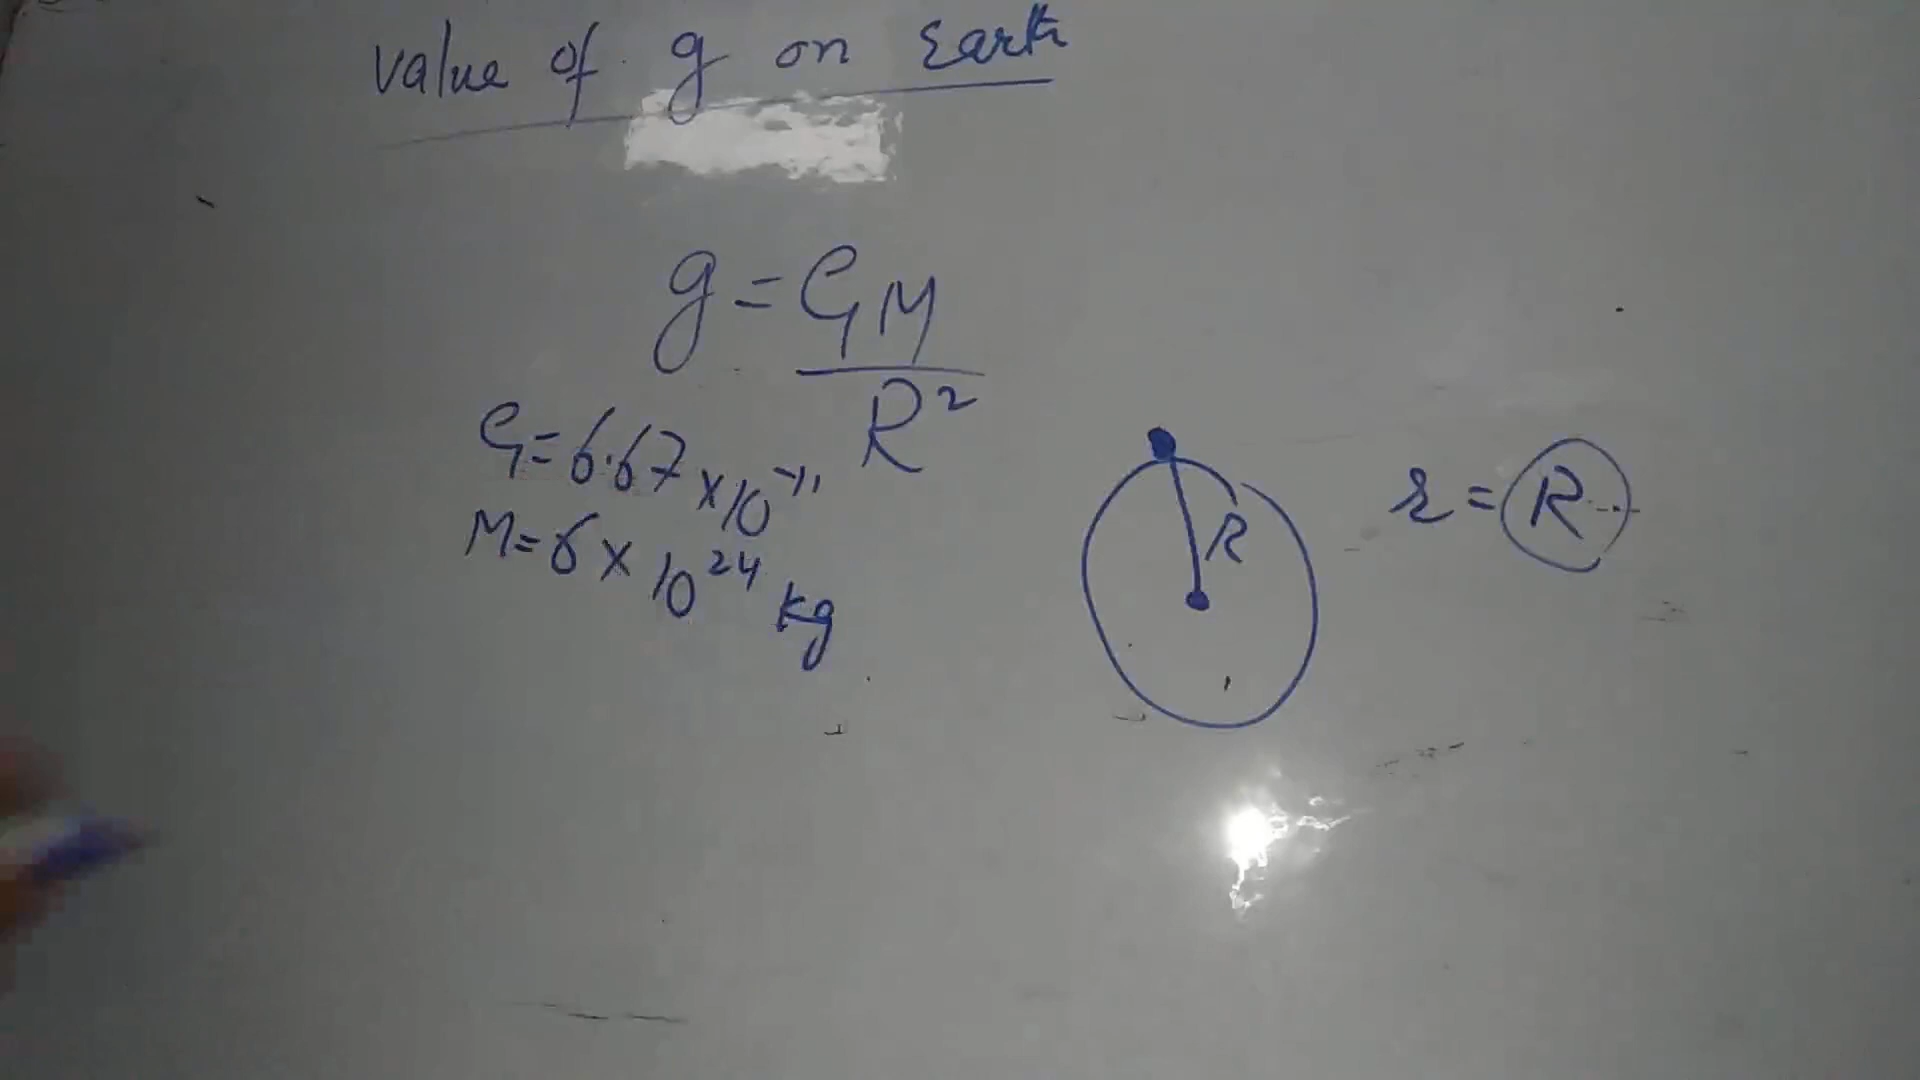 value of g on Earth
g = GM
R²
G = 6.67 × 10⁻¹¹
M = 6 × 10²⁴ kg
R
r = R